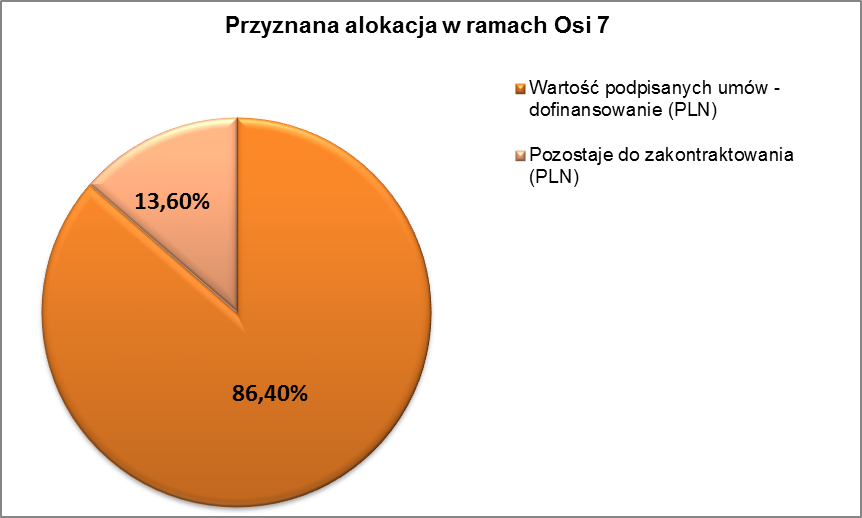 Przyznana alokacja w ramach Osi 7
Wartość podpisanych umów -
dofinansowanie (PLN)
Pozostaje do zakontraktowania
(PLN)
13,60%
86,40%